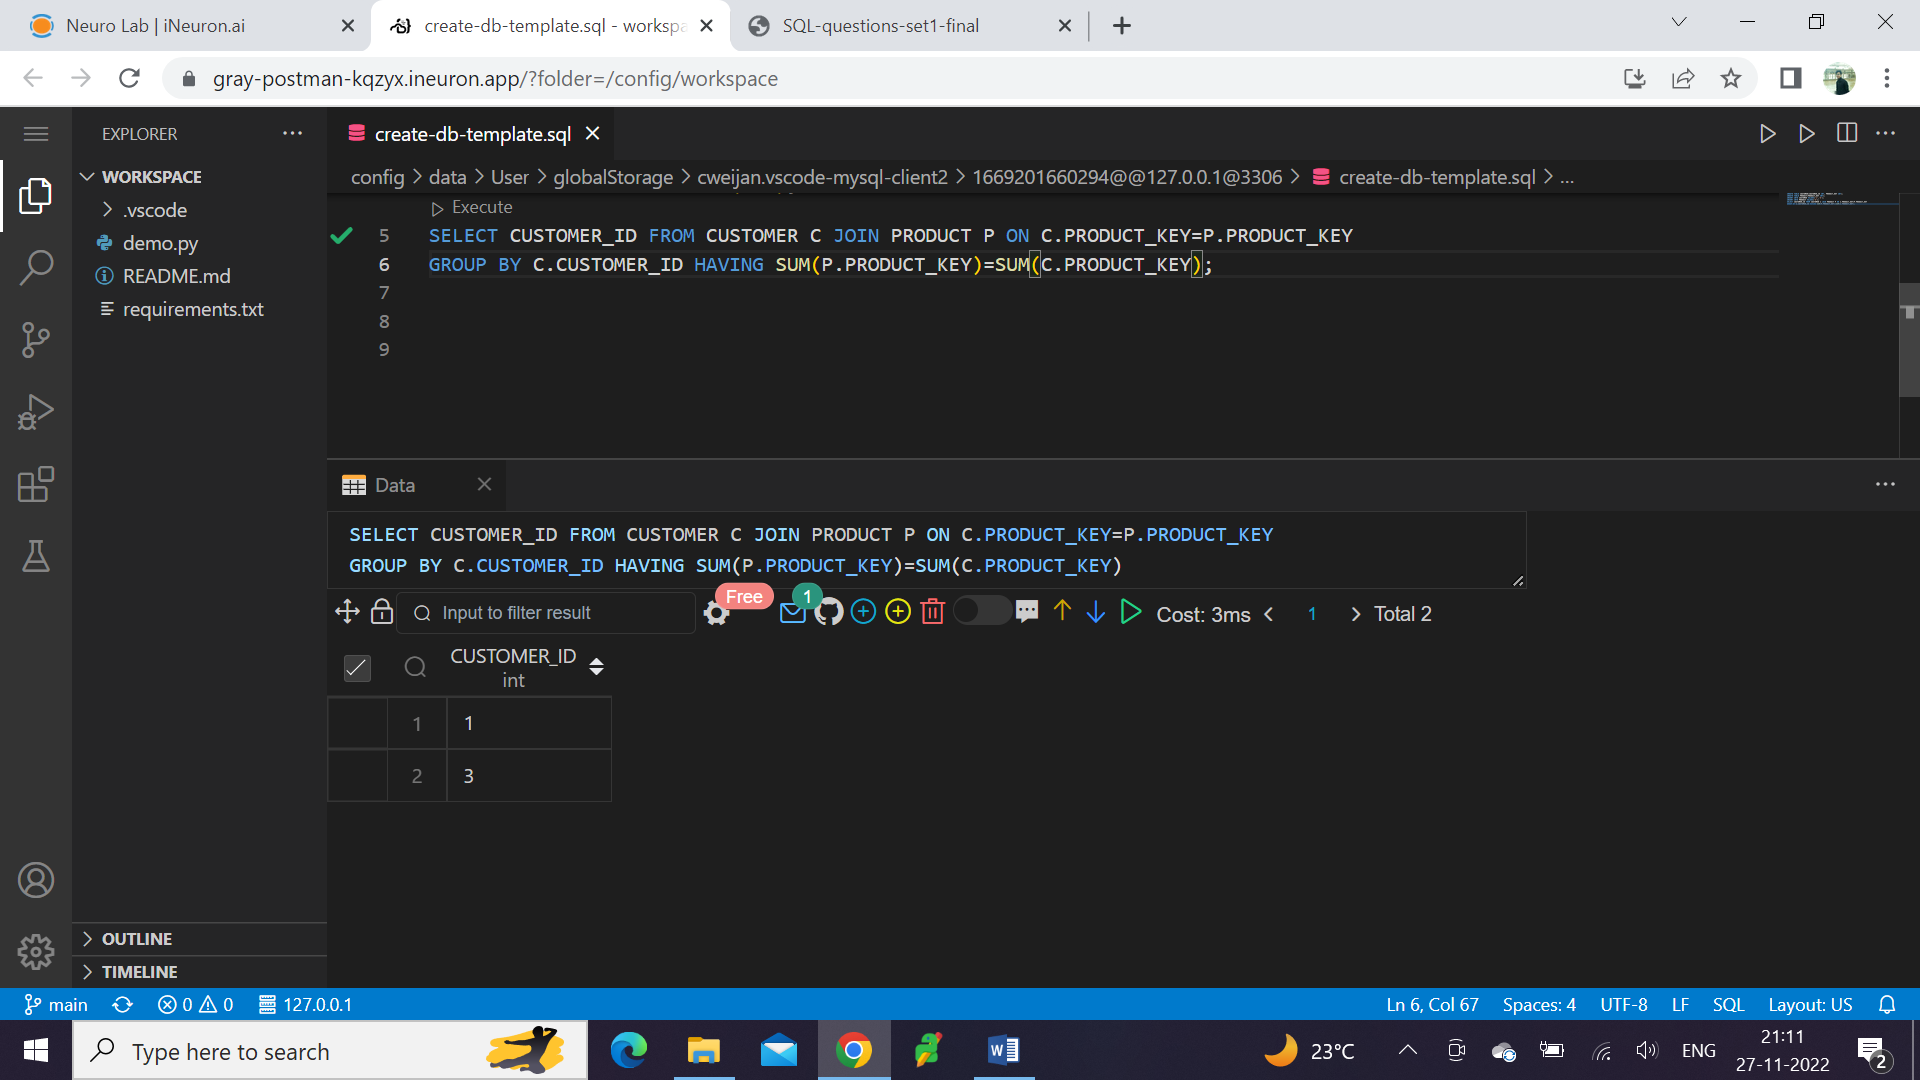 Neuro Lab | iNeuron.ai
create-db-template.sql - workspa
SQL-questions-set1-final
gray-postman-kqzyx.ineuron.app/?folder=/config/workspace
EXPLORER
create-db-template.sql
WORKSPACE
.vscode
demo.py
README.md
requirements.txt
config > data > User > globalStorage > cweijan.vscode-mysql-client2 > 1669201660294@@127.0.0.1@3306 > create-db-template.sql > ...
Execute
5 SELECT CUSTOMER_ID FROM CUSTOMER C JOIN PRODUCT P ON C.PRODUCT_KEY=P.PRODUCT_KEY
6 GROUP BY C.CUSTOMER_ID HAVING SUM(P.PRODUCT_KEY)=SUM(C.PRODUCT_KEY);
7
8
9
Data
SELECT CUSTOMER_ID FROM CUSTOMER C JOIN PRODUCT P ON C.PRODUCT_KEY=P.PRODUCT_KEY
GROUP BY C.CUSTOMER_ID HAVING SUM(P.PRODUCT_KEY)=SUM(C.PRODUCT_KEY)
Input to filter result Free 1 Cost: 3ms < 1 > Total 2
CUSTOMER_ID
int
1 1
2 3
OUTLINE
TIMELINE
main 0 0 127.0.0.1 Ln 6, Col 67 Spaces: 4 UTF-8 LF SQL Layout: US
Type here to search
23°C
ENG
21:11
27-11-2022
2